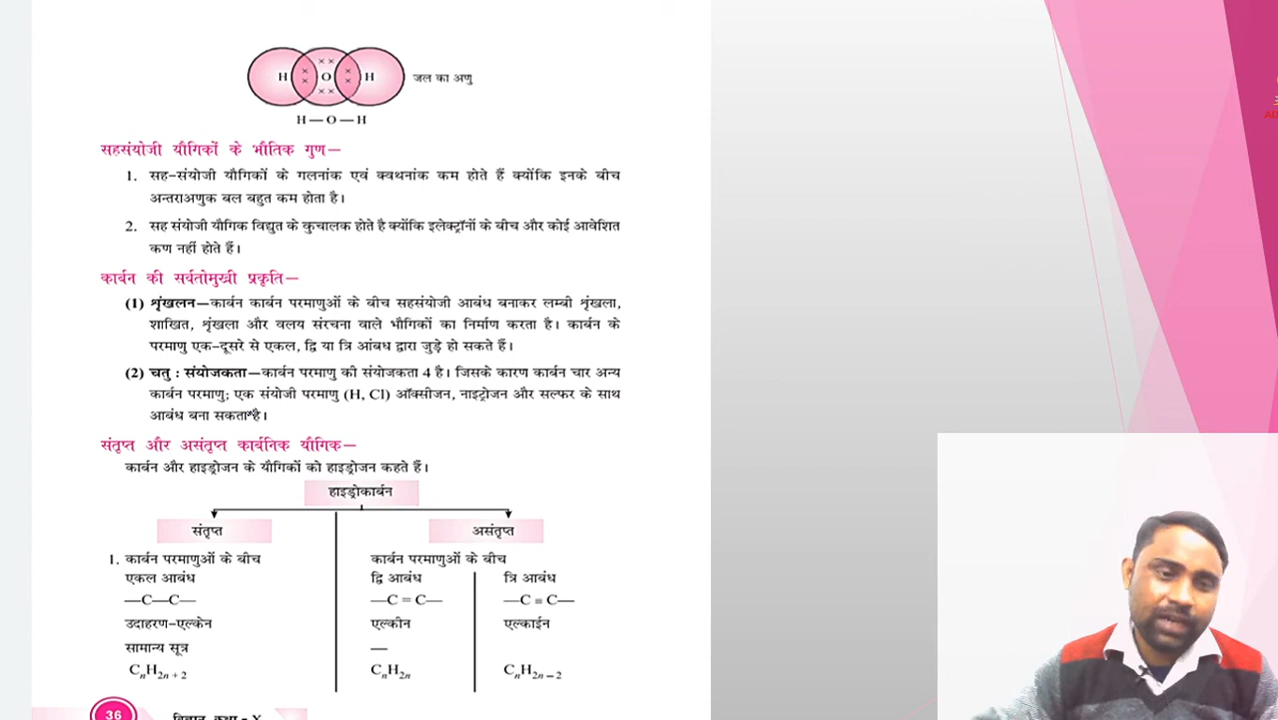 H O H जल का अणु
H — O — H
सहसंयोजी यौगिकों के भौतिक गुण—
1. सह-संयोजी यौगिकों के गलनांक एवं क्वथनांक कम होते हैं क्योंकि इनके बीच
अन्तराअणुक बल बहुत कम होता है।
2. सह संयोजी यौगिक विद्युत के कुचालक होते है क्योंकि इलेक्ट्रॉनों के बीच और कोई आवेशित
कण नहीं होते हैं।
कार्बन की सर्वतोमुखी प्रकृति—
(1) शृंखलन—कार्बन कार्बन परमाणुओं के बीच सहसंयोजी आबंध बनाकर लम्बी शृंखला,
शाखित, शृंखला और वलय संरचना वाले भौगिकों का निर्माण करता है। कार्बन के
परमाणु एक-दूसरे से एकल, द्वि या त्रि आंबध द्वारा जुड़े हो सकते हैं।
(2) चतु : संयोजकता—कार्बन परमाणु की संयोजकता 4 है। जिसके कारण कार्बन चार अन्य
कार्बन परमाणु; एक संयोजी परमाणु (H, Cl) ऑक्सीजन, नाइट्रोजन और सल्फर के साथ
आबंध बना सकता है।
संतृप्त और असंतृप्त कार्बनिक यौगिक—
कार्बन और हाइड्रोजन के यौगिकों को हाइड्रोजन कहते हैं।
हाइड्रोकार्बन
संतृप्त असंतृप्त
1. कार्बन परमाणुओं के बीच कार्बन परमाणुओं के बीच
एकल आबंध द्वि आबंध त्रि आबंध
—C—C— —C = C— —C ≡ C—
उदाहरण-एल्केन एल्कीन एल्काईन
सामान्य सूत्र —
CnH2n + 2 CnH2n CnH2n – 2
36 विज्ञान कक्षा - X